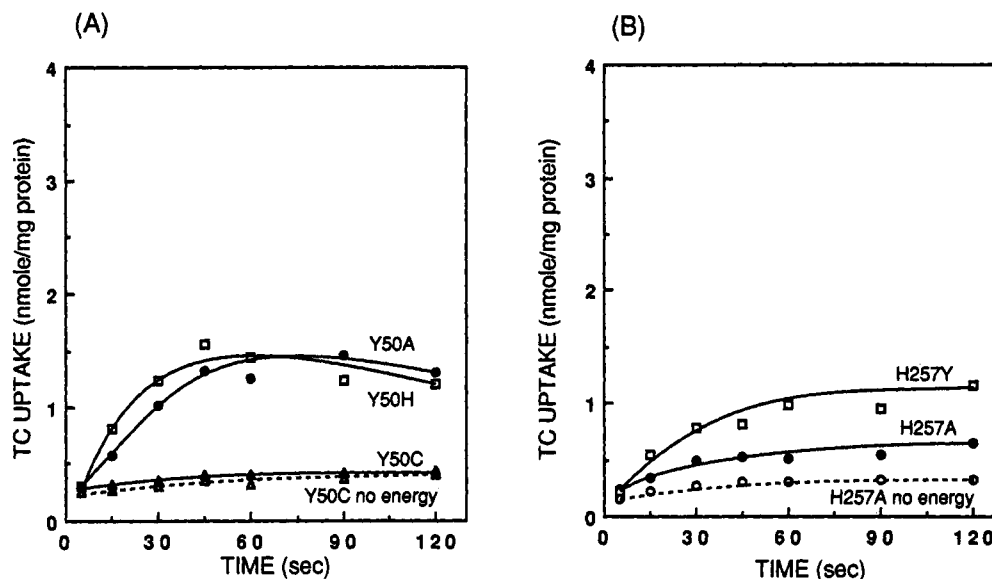 (A)
TC UPTAKE (nmole/mg protein)
4
3
2
1
0
0
30
60
90
120
TIME (sec)
Y50A
Y50H
Y50C
Y50C no energy
(B)
TC UPTAKE (nmole/mg protein)
4
3
2
1
0
0
30
60
90
120
TIME (sec)
H257Y
H257A
H257A no energy